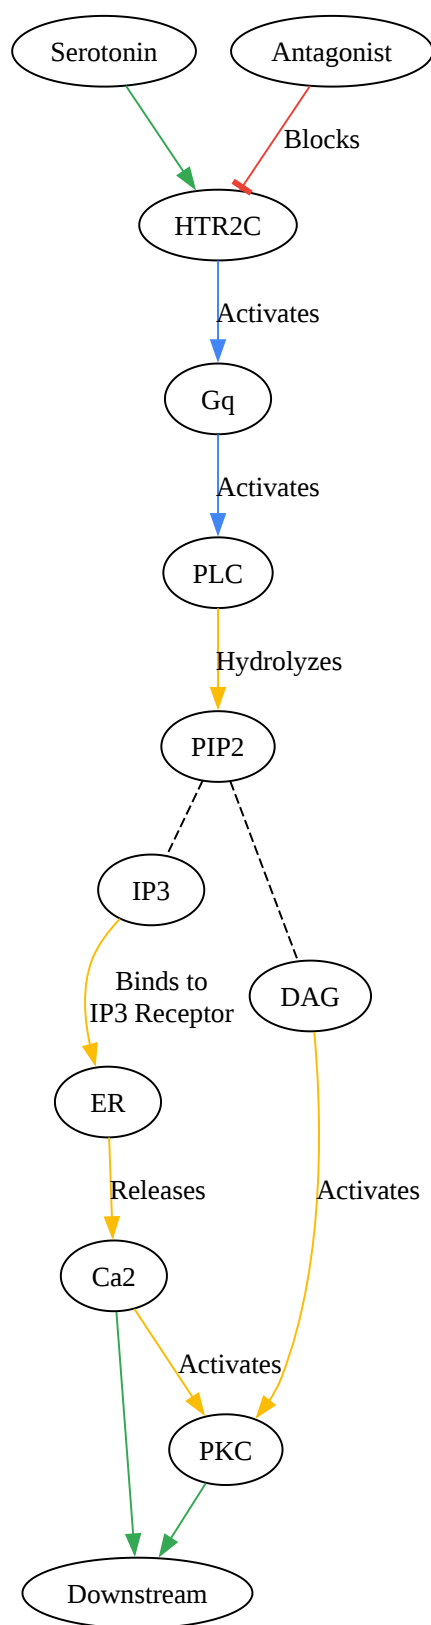 Serotonin
Antagonist
Blocks
HTR2C
Activates
Gq
Activates
PLC
Hydrolyzes
PIP2
IP3
Binds to
IP3 Receptor
DAG
ER
Releases
Activates
Ca2
Activates
PKC
Downstream